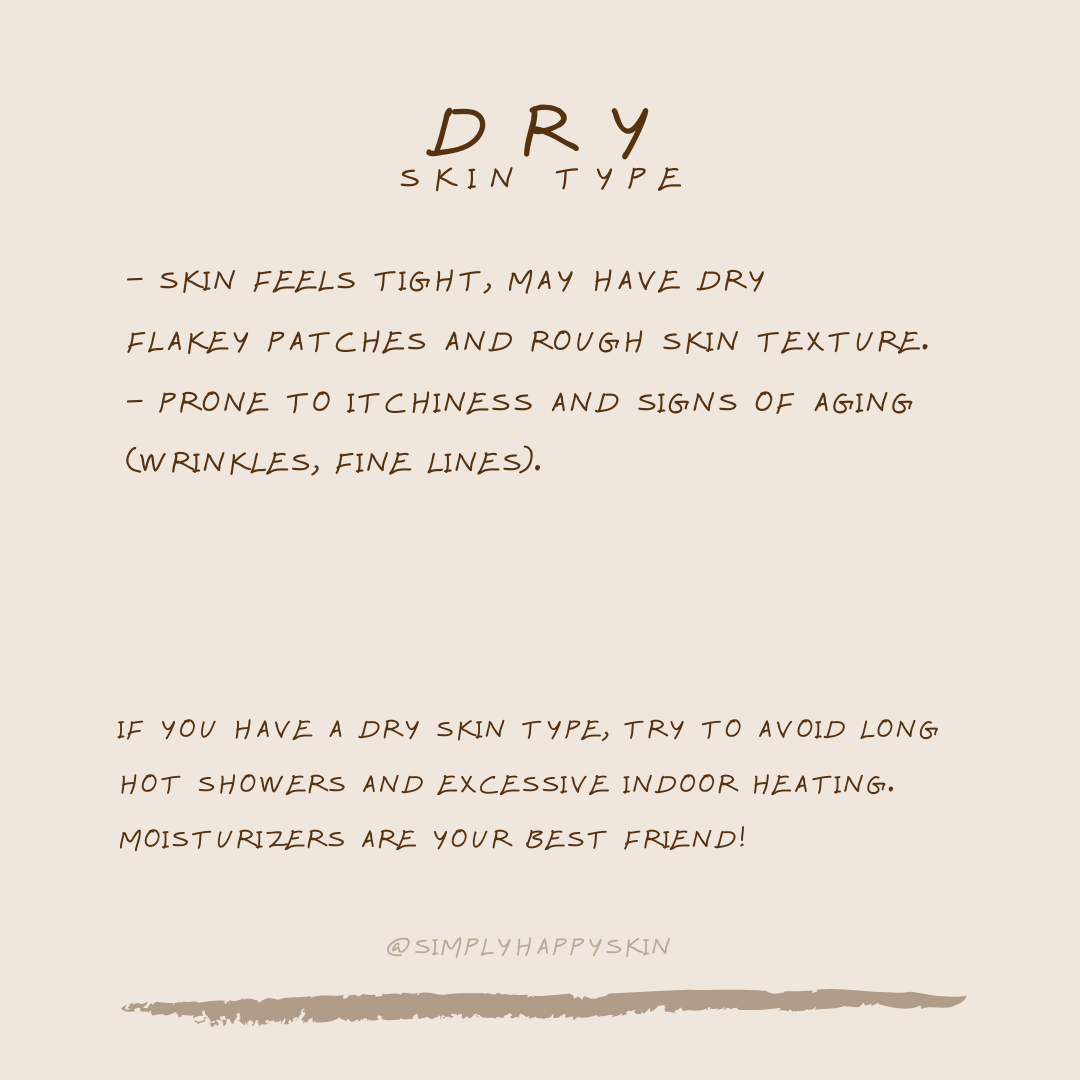 DRY
SKIN TYPE
- SKIN FEELS TIGHT, MAY HAVE DRY
FLAKEY PATCHES AND ROUGH SKIN TEXTURE.
- PRONE TO ITCHINESS AND SIGNS OF AGING
(WRINKLES, FINE LINES).
IF YOU HAVE A DRY SKIN TYPE, TRY TO AVOID LONG
HOT SHOWERS AND EXCESSIVE INDOOR HEATING.
MOISTURIZERS ARE YOUR BEST FRIEND!
@SIMPLYHAPPYSKIN